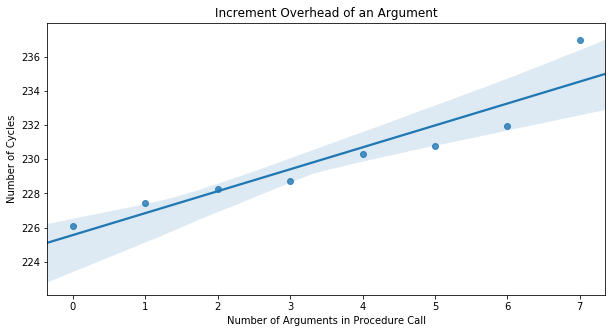 Increment Overhead of an Argument
Number of Cycles
236
234
232
230
228
226
224
0 1 2 3 4 5 6 7
Number of Arguments in Procedure Call